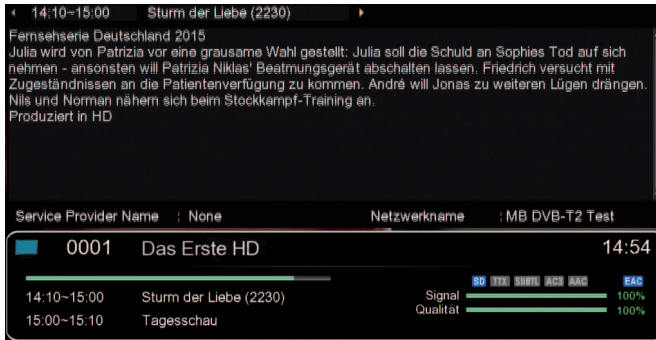 14:10~15:00 Sturm der Liebe (2230)
Fernsehserie Deutschland 2015
Julia wird von Patrizia vor eine grausame Wahl gestellt: Julia soll die Schuld an Sophies Tod auf sich
nehmen - ansonsten will Patrizia Niklas' Beatmungsgerät abschalten lassen. Friedrich versucht mit
Zugeständnissen an die Patientenverfügung zu kommen. André will Jonas zu weiteren Lügen drängen.
Nils und Norman nähern sich beim Stockkampf-Training an.
Produziert in HD
Service Provider Name : None Netzwerkname : MB DVB-T2 Test
0001 Das Erste HD 14:54
SD TTX SUBTL AC3 AAC EAC
14:10~15:00 Sturm der Liebe (2230) Signal 100%
Qualität 100%
15:00~15:10 Tagesschau